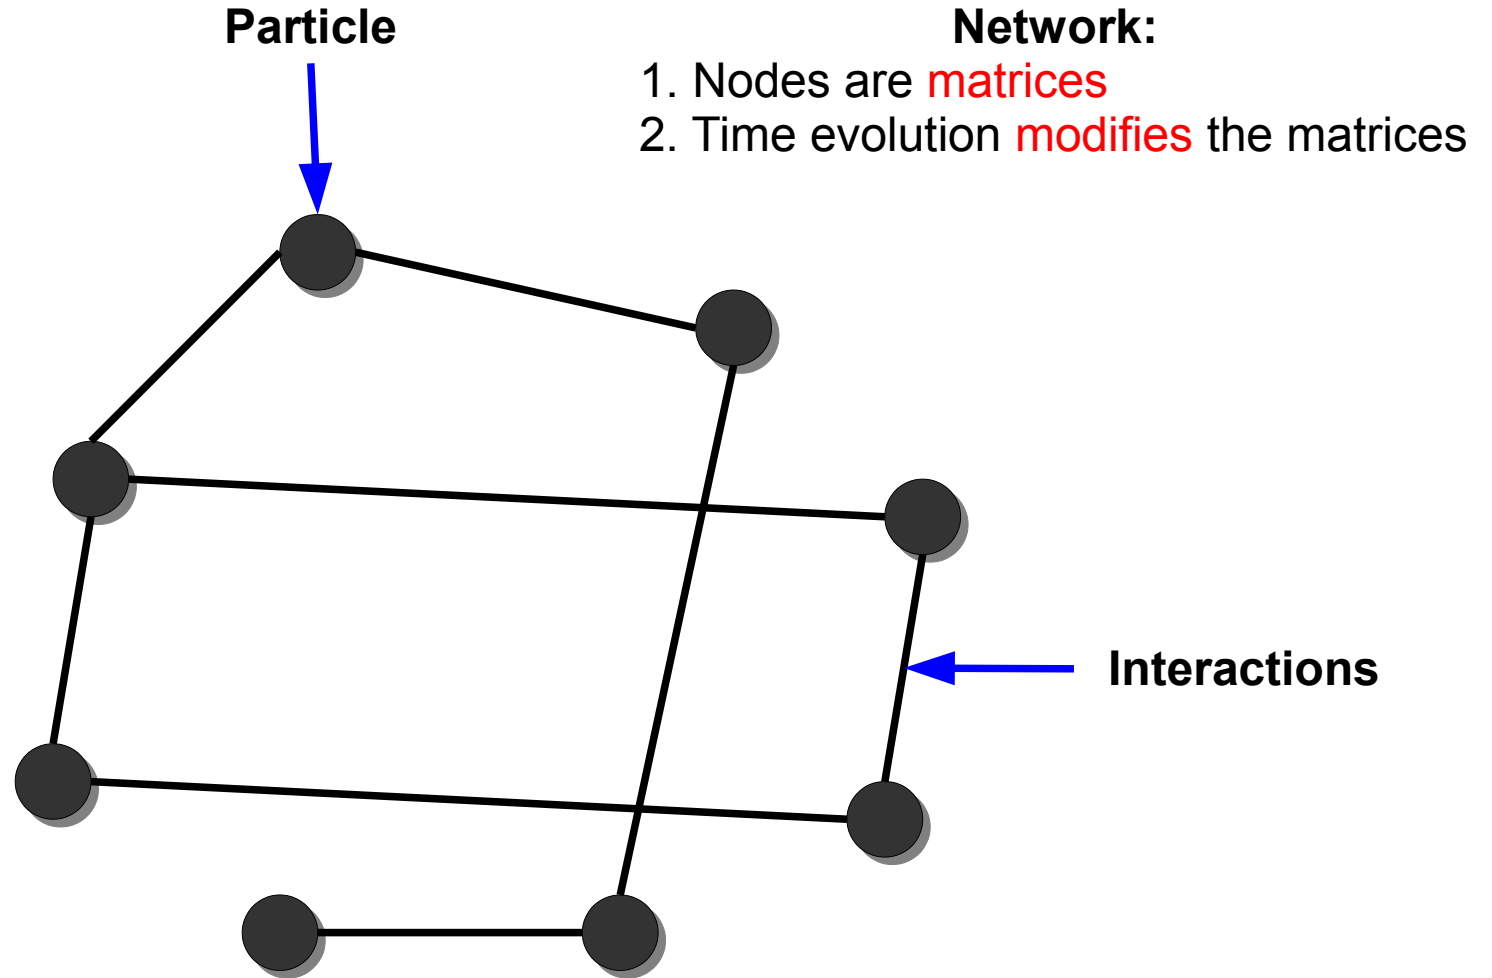 Particle
Network:
1. Nodes are matrices
2. Time evolution modifies the matrices
Interactions